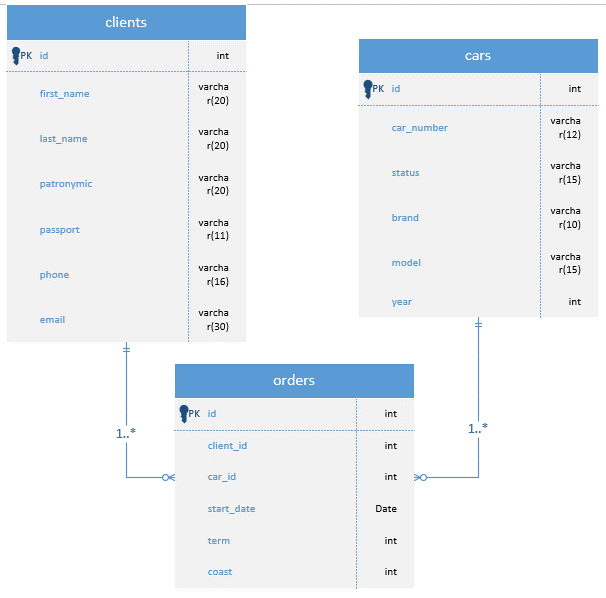 clients
PK id int
first_name varcha
r(20)
last_name varcha
r(20)
patronymic varcha
r(20)
passport varcha
r(11)
phone varcha
r(16)
email varcha
r(30)
cars
PK id int
car_number varcha
r(12)
status varcha
r(15)
brand varcha
r(10)
model varcha
r(15)
year int
1..*
1..*
orders
PK id int
client_id int
car_id int
start_date Date
term int
coast int